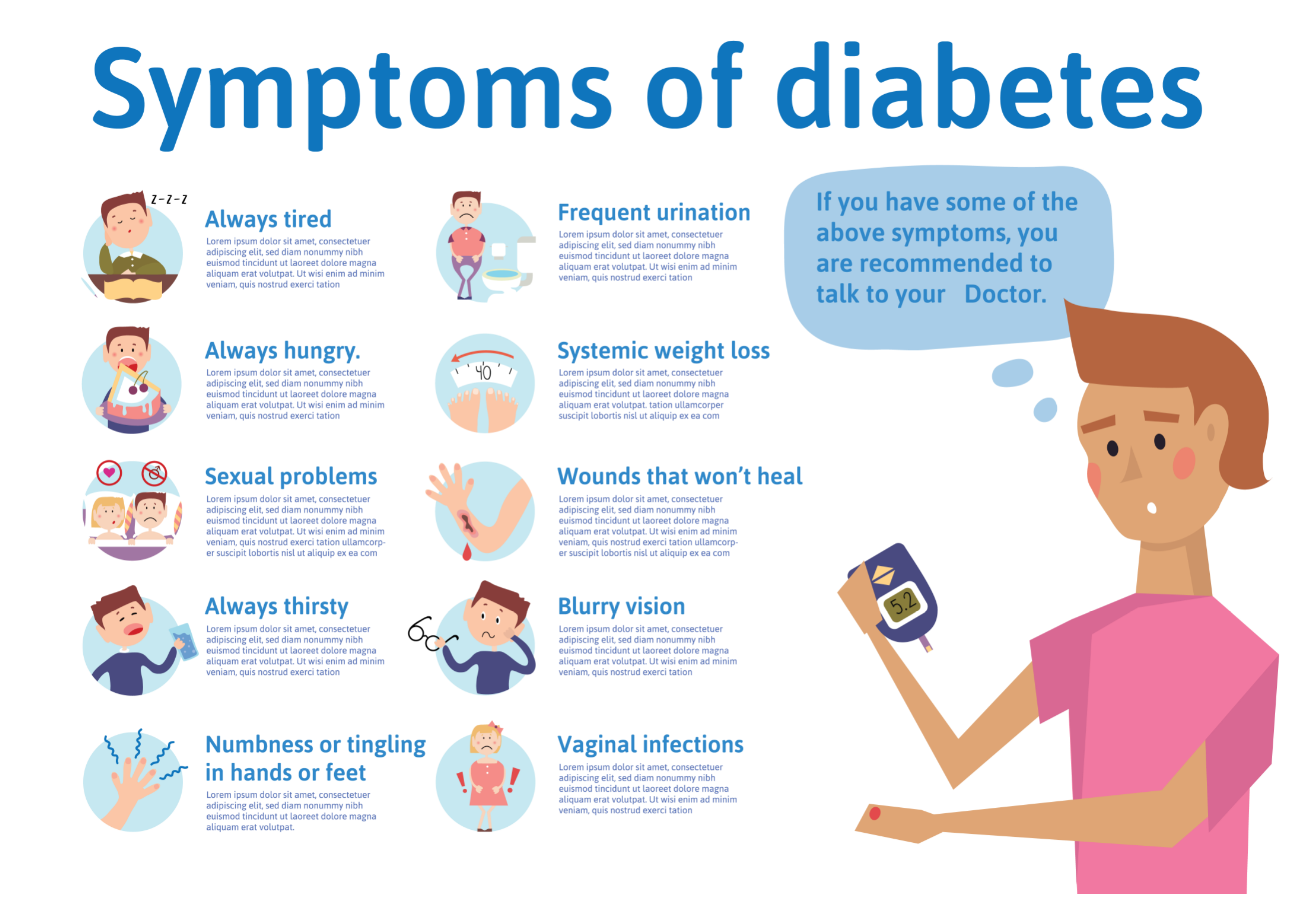 Symptoms of diabetes
z-z-z
Always tired
Lorem ipsum dolor sit amet, consectetuer
adipiscing elit, sed diam nonummy nibh
euismod tincidunt ut laoreet dolore magna
aliquam erat volutpat. Ut wisi enim ad minim
veniam, quis nostrud exerci tation
Always hungry.
Lorem ipsum dolor sit amet, consectetuer
adipiscing elit, sed diam nonummy nibh
euismod tincidunt ut laoreet dolore magna
aliquam erat volutpat. Ut wisi enim ad minim
veniam, quis nostrud exerci tation
Sexual problems
Lorem ipsum dolor sit amet, consectetuer
adipiscing elit, sed diam nonummy nibh
euismod tincidunt ut laoreet dolore magna
aliquam erat volutpat. Ut wisi enim ad minim
veniam, quis nostrud exerci tation ullamcorp-
er suscipit lobortis nisl ut aliquip ex ea com
Always thirsty
Lorem ipsum dolor sit amet, consectetuer
adipiscing elit, sed diam nonummy nibh
euismod tincidunt ut laoreet dolore magna
aliquam erat volutpat. Ut wisi enim ad minim
veniam, quis nostrud exerci tation
Numbness or tingling
in hands or feet
Lorem ipsum dolor sit amet, consectetuer
adipiscing elit, sed diam nonummy nibh
euismod tincidunt ut laoreet dolore magna
aliquam erat volutpat.
Frequent urination
Lorem ipsum dolor sit amet, consectetuer
adipiscing elit, sed diam nonummy nibh
euismod tincidunt ut laoreet dolore magna
aliquam erat volutpat. Ut wisi enim ad minim
veniam, quis nostrud exerci tation
40
Systemic weight loss
Lorem ipsum dolor sit amet, consectetuer
adipiscing elit, sed diam nonummy nibh
euismod tincidunt ut laoreet dolore magna
aliquam erat volutpat. tation ullamcorper
suscipit lobortis nisl ut aliquip ex ea com
Wounds that won't heal
Lorem ipsum dolor sit amet, consectetuer
adipiscing elit, sed diam nonummy nibh
euismod tincidunt ut laoreet dolore magna
aliquam erat volutpat. Ut wisi enim ad minim
veniam, quis nostrud exerci tation ullamcorp-
er suscipit lobortis nisl ut aliquip ex ea com
Blurry vision
Lorem ipsum dolor sit amet, consectetuer
adipiscing elit, sed diam nonummy nibh
euismod tincidunt ut laoreet dolore magna
aliquam erat volutpat. Ut wisi enim ad minim
veniam, quis nostrud exerci tation
Vaginal infections
Lorem ipsum dolor sit amet, consectetuer
adipiscing elit, sed diam nonummy nibh
euismod tincidunt ut laoreet dolore magna
aliquam erat volutpat. Ut wisi enim ad minim
veniam, quis nostrud exerci tation
If you have some of the
above symptoms, you
are recommended to
talk to your Doctor.
5.2